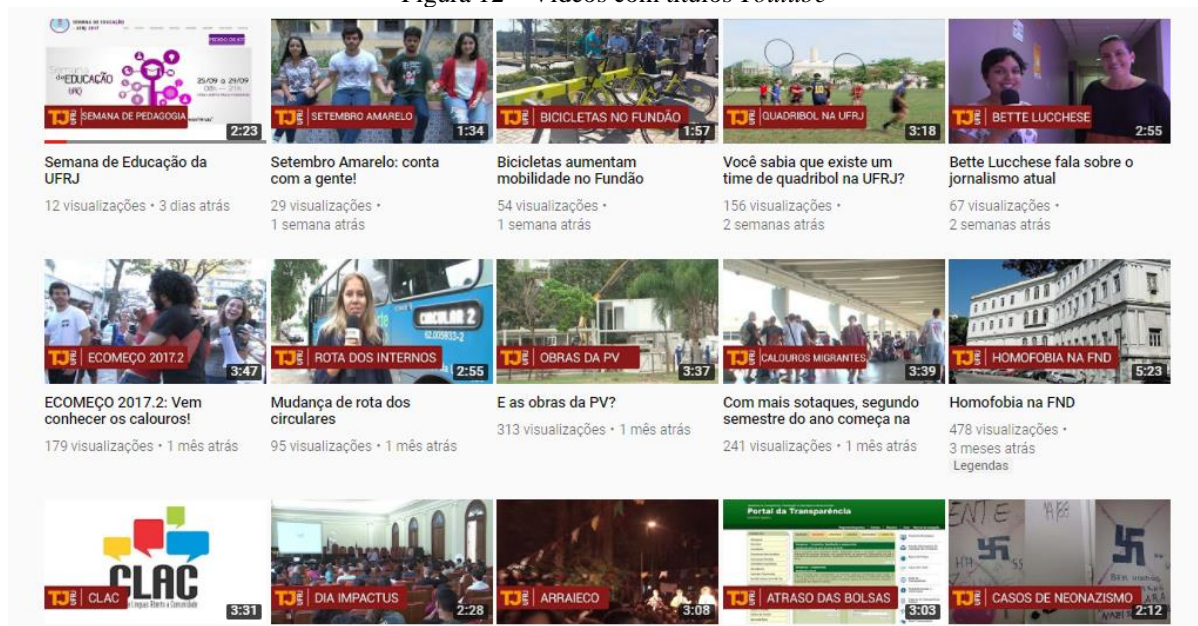 Figura 12 – Vídeos com títulos Youtube
SEMANA DE EDUCAÇÃO
UFRJ 2017
Semana
de EDUCAÇÃO
UFRJ
25/09 a 29/09
08h — 21h
TJ UFRJ SEMANA DE PEDAGOGIA
2:23
TJ UFRJ SETEMBRO AMARELO
1:34
TJ UFRJ BICICLETAS NO FUNDÃO
1:57
TJ UFRJ QUADRIBOL NA UFRJ
3:18
TJ UFRJ BETTE LUCCHESE
2:55
Semana de Educação da
UFRJ
12 visualizações • 3 dias atrás
Setembro Amarelo: conta
com a gente!
29 visualizações •
1 semana atrás
Bicicletas aumentam
mobilidade no Fundão
54 visualizações •
1 semana atrás
Você sabia que existe um
time de quadribol na UFRJ?
156 visualizações •
2 semanas atrás
Bette Lucchese fala sobre o
jornalismo atual
67 visualizações •
2 semanas atrás
TJ UFRJ ECOMEÇO 2017.2
3:47
CIRCULAR 2
TJ UFRJ ROTA DOS INTERNOS
2:55
TJ UFRJ OBRAS DA PV
3:37
TJ UFRJ CALOUROS MIGRANTES
3:39
TJ UFRJ HOMOFOBIA NA FND
5:23
ECOMEÇO 2017.2: Vem
conhecer os calouros!
179 visualizações • 1 mês atrás
Mudança de rota dos
circulares
95 visualizações • 1 mês atrás
E as obras da PV?
313 visualizações • 1 mês atrás
Com mais sotaques, segundo
semestre do ano começa na
241 visualizações • 1 mês atrás
Homofobia na FND
478 visualizações •
3 meses atrás
Legendas
CLAC
TJ UFRJ CLAC
3:31
TJ UFRJ DIA IMPACTUS
2:28
TJ UFRJ ARRAIECO
3:08
Portal da Transparência
TJ UFRJ ATRASO DAS BOLSAS
3:03
TJ UFRJ CASOS DE NEONAZISMO
2:12